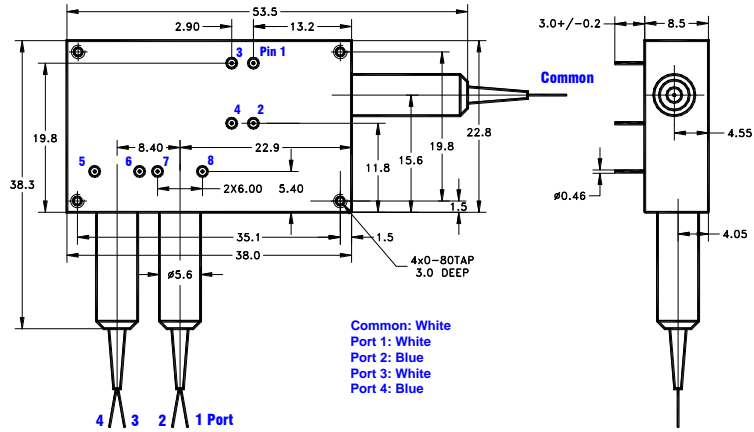 53.5
2.90
13.2
3.0+/-0.2
8.5
3
Pin 1
Common
4
2
19.8
8.40
22.9
11.8
15.6
19.8
22.8
4.55
5
6
7
8
38.3
2X6.00
5.40
1.5
ø0.46
4.05
35.1
1.5
38.0
4x0-80TAP
3.0 DEEP
ø5.6
Common: White
Port 1: White
Port 2: Blue
Port 3: White
Port 4: Blue
4
3
2
1 Port